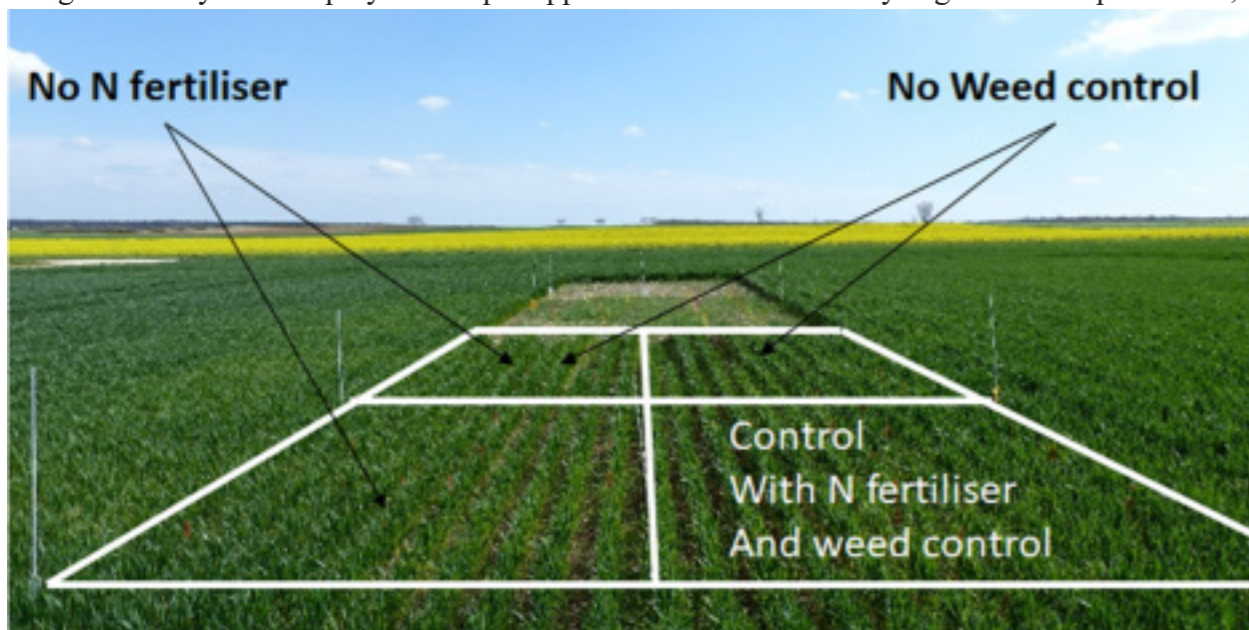 No N fertiliser
No Weed control
Control
With N fertiliser
And weed control